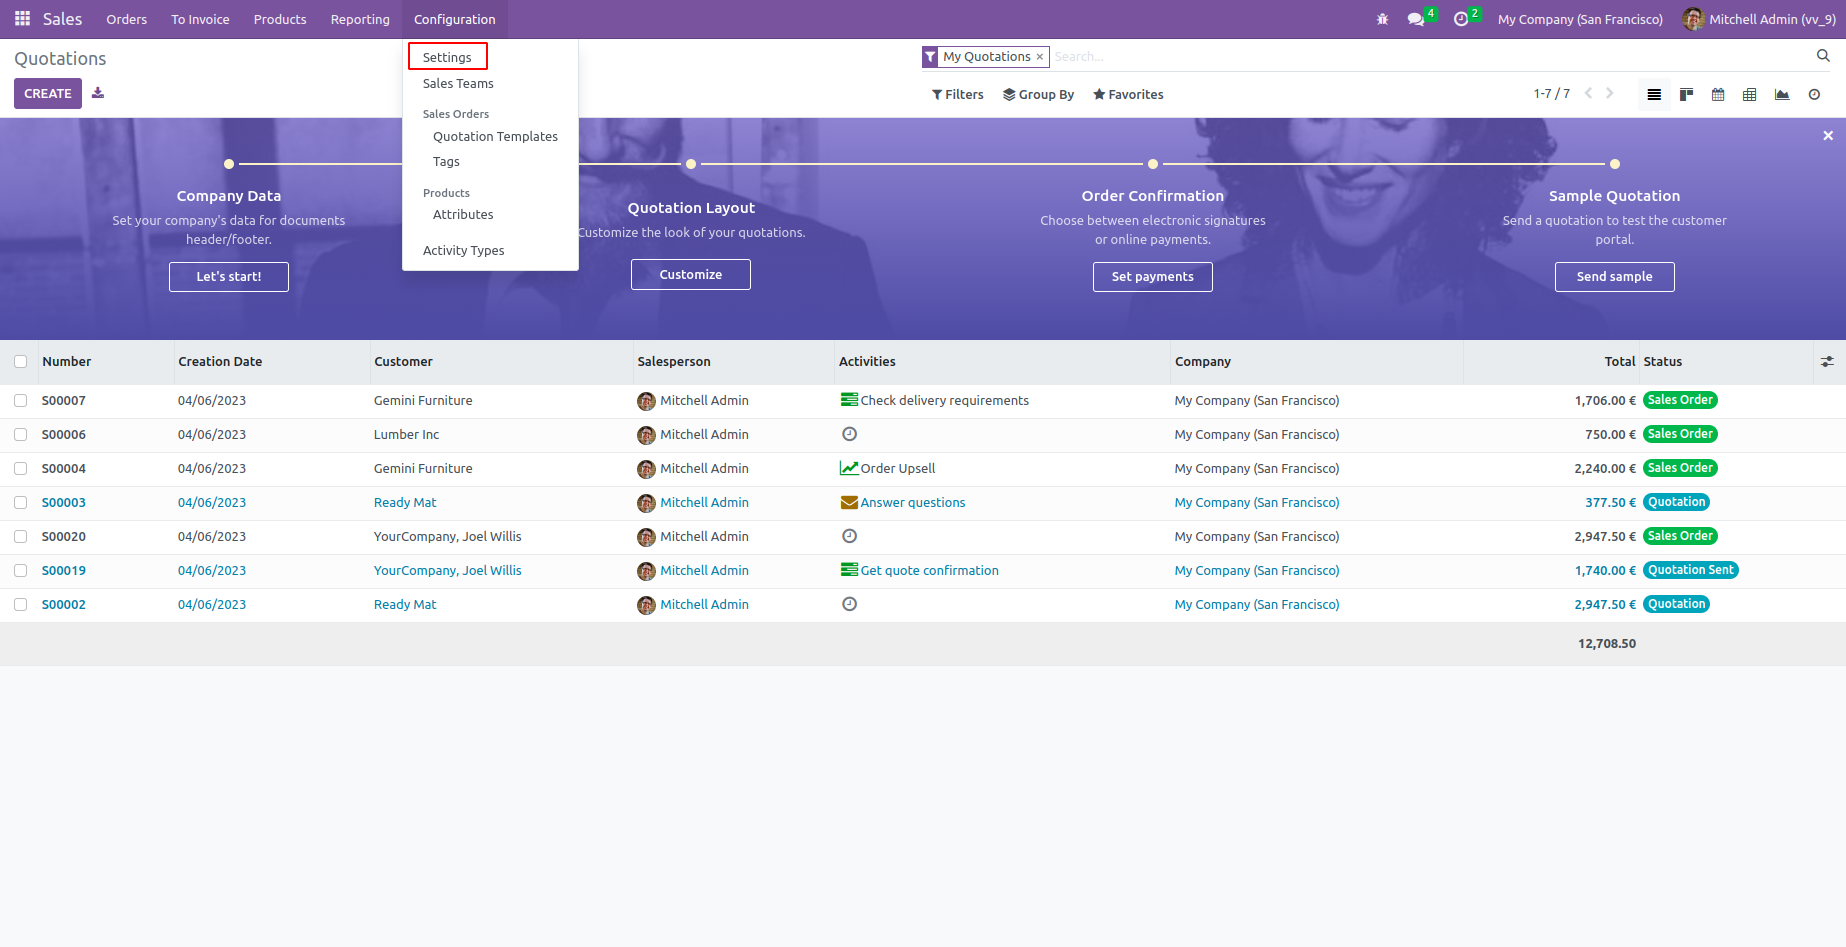 Sales Orders To Invoice Products Reporting Configuration 4 2 My Company (San Francisco) Mitchell Admin (vv_9)
Quotations
My Quotations × Search...
CREATE
Filters Group By Favorites 1-7 / 7
Settings
Sales Teams
Sales Orders
Quotation Templates
Tags
Products
Attributes
Activity Types
Company Data
Set your company's data for documents
header/footer.
Let's start!
Quotation Layout
Customize the look of your quotations.
Customize
Order Confirmation
Choose between electronic signatures
or online payments.
Set payments
Sample Quotation
Send a quotation to test the customer
portal.
Send sample
Number Creation Date Customer Salesperson Activities Company Total Status
S00007 04/06/2023 Gemini Furniture Mitchell Admin Check delivery requirements My Company (San Francisco) 1,706.00 € Sales Order
S00006 04/06/2023 Lumber Inc Mitchell Admin My Company (San Francisco) 750.00 € Sales Order
S00004 04/06/2023 Gemini Furniture Mitchell Admin Order Upsell My Company (San Francisco) 2,240.00 € Sales Order
S00003 04/06/2023 Ready Mat Mitchell Admin Answer questions My Company (San Francisco) 377.50 € Quotation
S00020 04/06/2023 YourCompany, Joel Willis Mitchell Admin My Company (San Francisco) 2,947.50 € Sales Order
S00019 04/06/2023 YourCompany, Joel Willis Mitchell Admin Get quote confirmation My Company (San Francisco) 1,740.00 € Quotation Sent
S00002 04/06/2023 Ready Mat Mitchell Admin My Company (San Francisco) 2,947.50 € Quotation
12,708.50